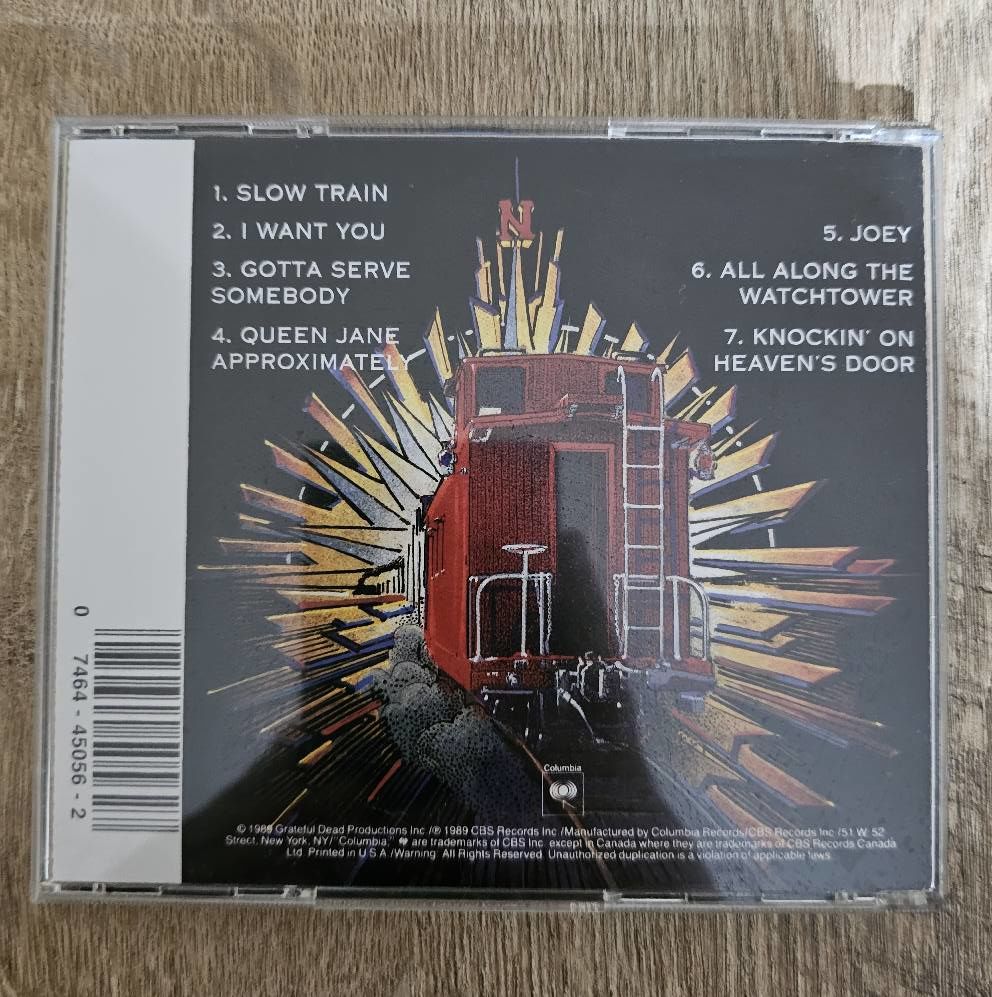 1. SLOW TRAIN
2. I WANT YOU
3. GOTTA SERVE
SOMEBODY
4. QUEEN JANE
APPROXIMATELY
N
5. JOEY
6. ALL ALONG THE
WATCHTOWER
7. KNOCKIN' ON
HEAVEN'S DOOR
0 7464-45056-2
Columbia
Grateful Dead Productions Inc /℗ 1989 CBS Records Inc /Manufactured by Columbia Records/CBS Records Inc /51 W. 52
Street, New York, NY/"Columbia," are trademarks of CBS Inc. except in Canada where they are trademarks of CBS Records Canada
Ltd. Printed in U.S.A./Warning: All Rights Reserved. Unauthorized duplication is a violation of applicable laws.